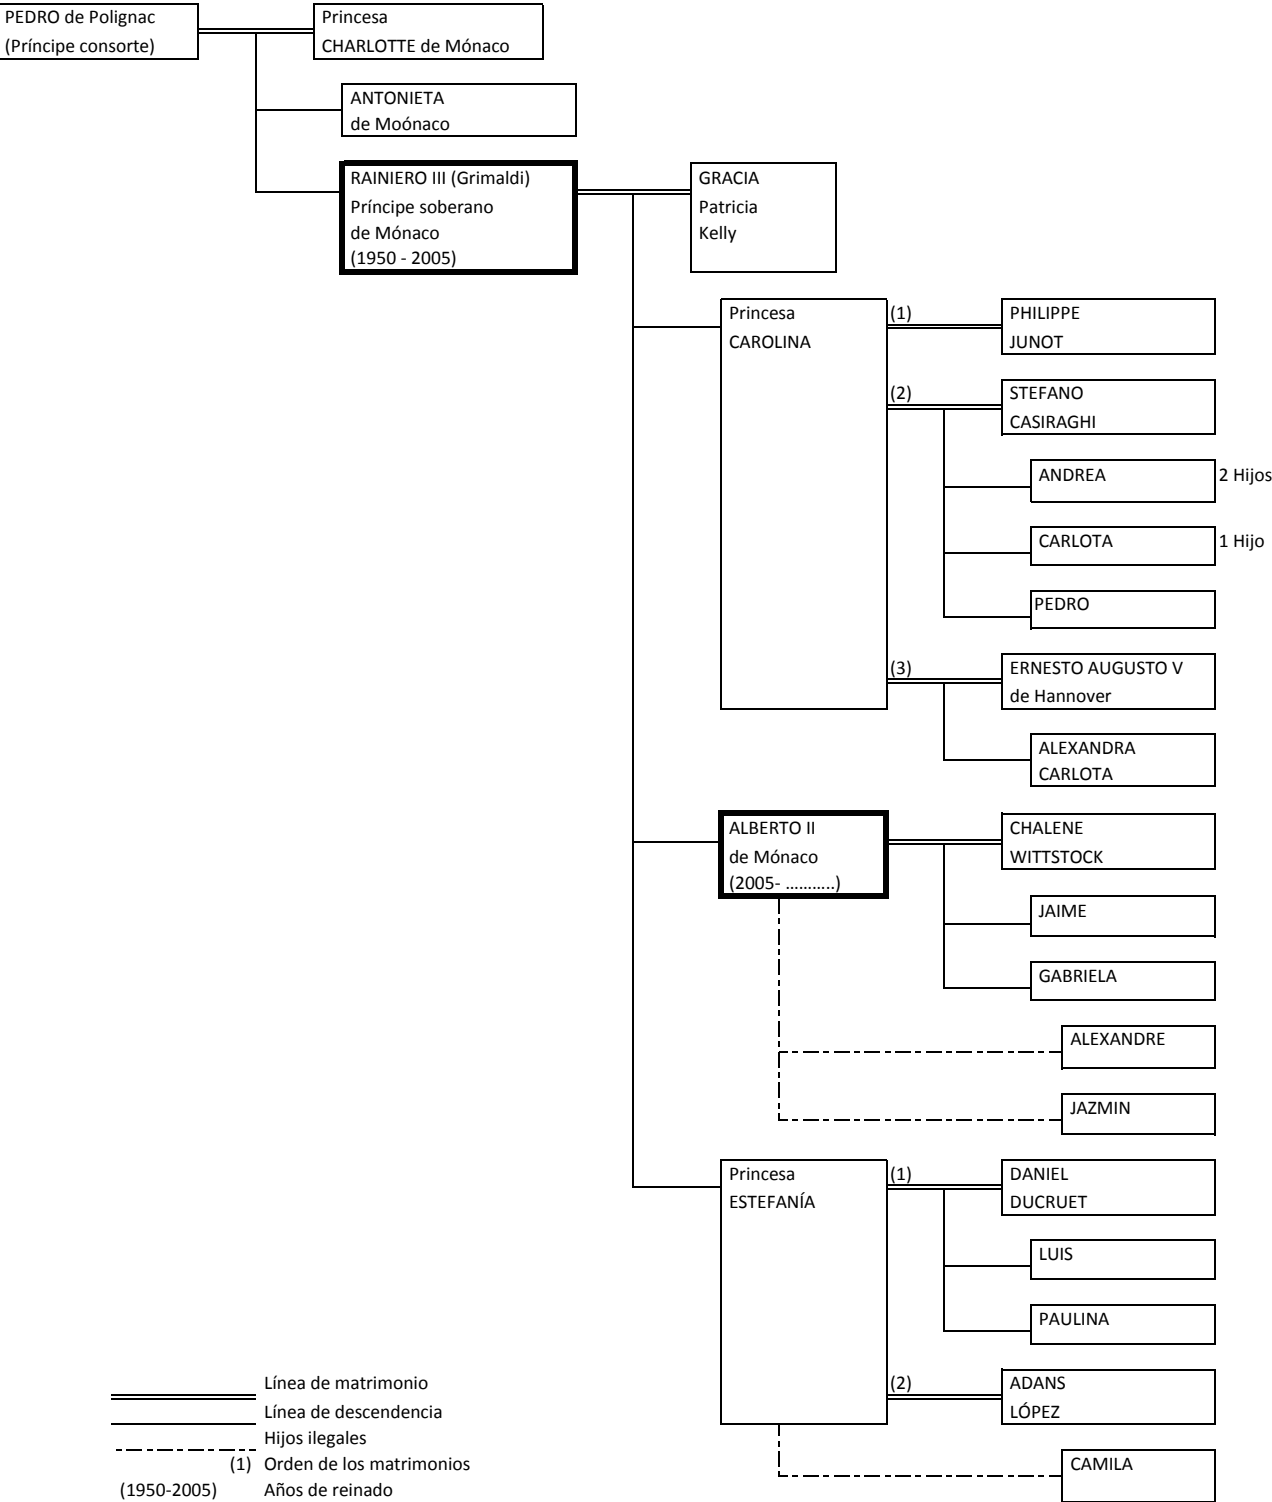 PEDRO de Polignac
(Príncipe consorte)
Princesa
CHARLOTTE de Mónaco
ANTONIETA
de Moónaco
RAINIERO III (Grimaldi)
Príncipe soberano
de Mónaco
(1950 - 2005)
GRACIA
Patricia
Kelly
Princesa
CAROLINA
(1)
PHILIPPE
JUNOT
(2)
STEFANO
CASIRAGHI
ANDREA
2 Hijos
CARLOTA
1 Hijo
PEDRO
(3)
ERNESTO AUGUSTO V
de Hannover
ALEXANDRA
CARLOTA
ALBERTO II
de Mónaco
(2005- ...........)
CHALENE
WITTSTOCK
JAIME
GABRIELA
ALEXANDRE
JAZMIN
Princesa
ESTEFANÍA
(1)
DANIEL
DUCRUET
LUIS
PAULINA
(2)
ADANS
LÓPEZ
CAMILA
Línea de matrimonio
Línea de descendencia
Hijos ilegales
(1) Orden de los matrimonios
(1950-2005) Años de reinado